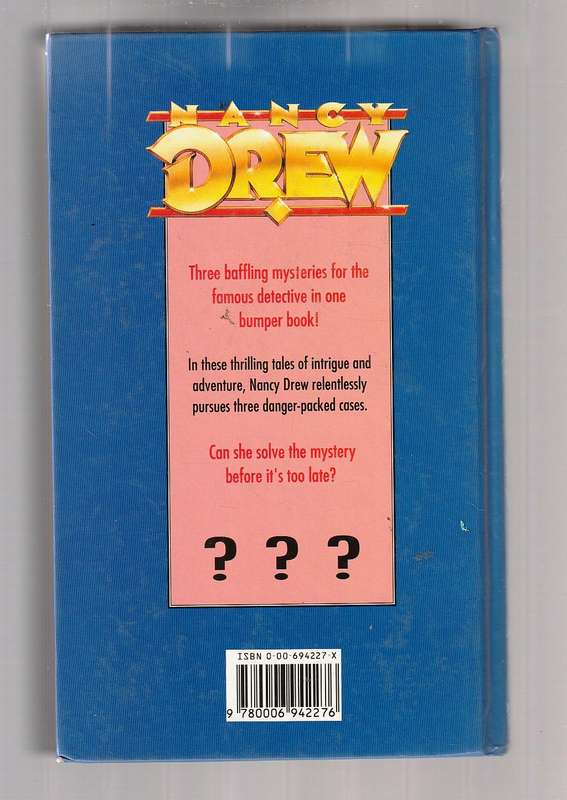 NANCY
DREW
Three baffling mysteries for the
famous detective in one
bumper book!
In these thrilling tales of intrigue and
adventure, Nancy Drew relentlessly
pursues three danger-packed cases.
Can she solve the mystery
before it's too late?
? ? ?
ISBN 0-00-694227-X
9 780006 942276